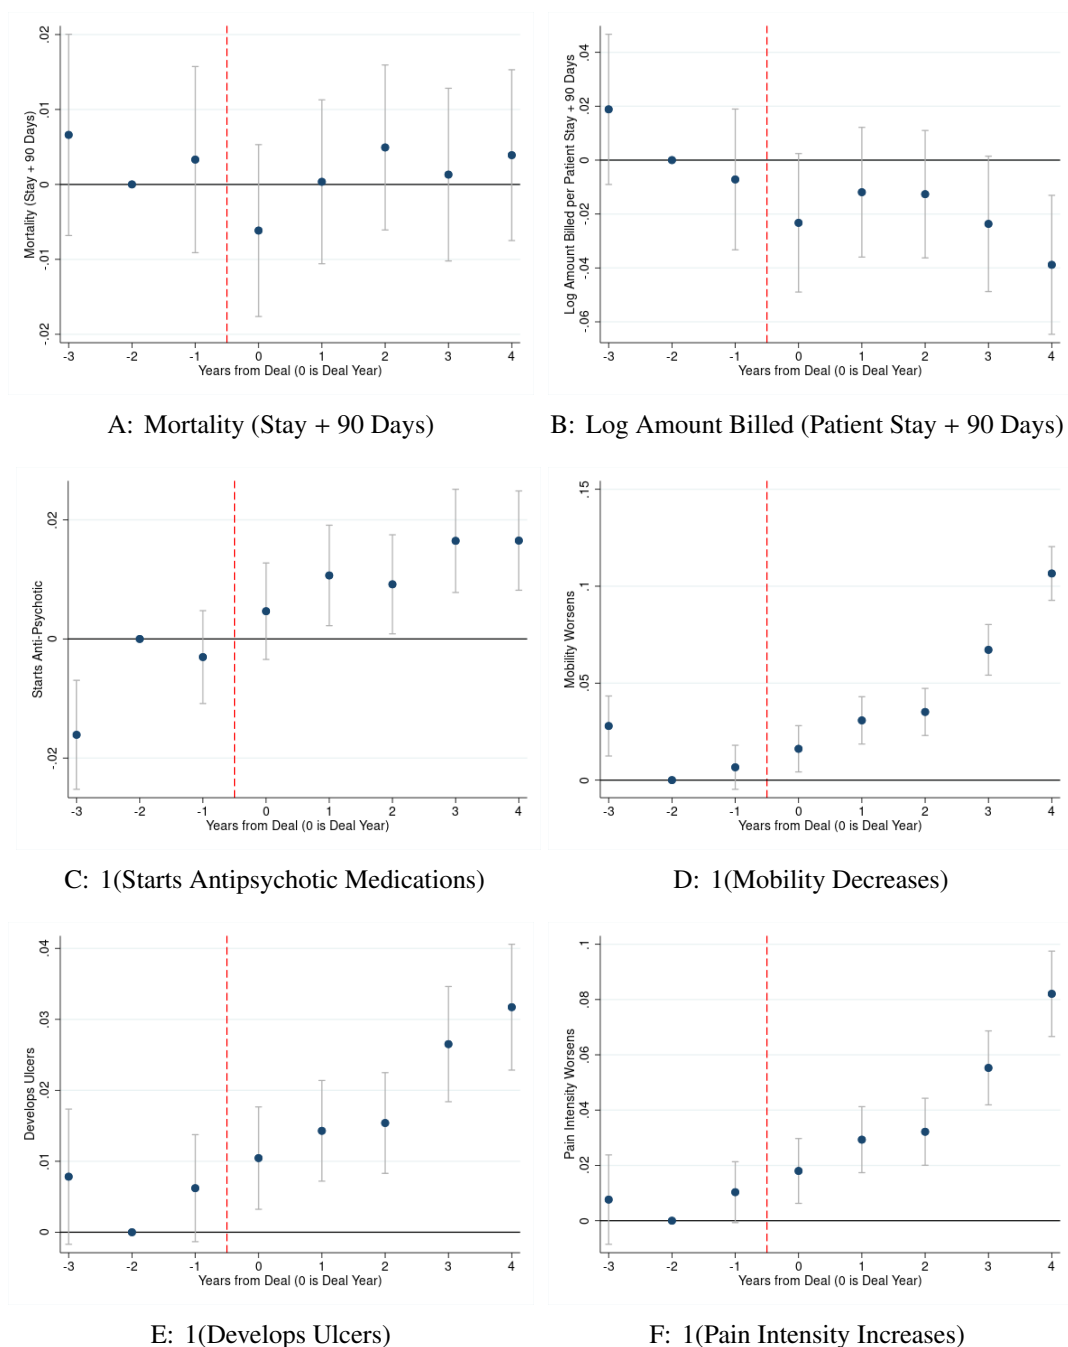 Mortality (Stay + 90 Days)
.02
.01
0
-.01
-.02
-3 -2 -1 0 1 2 3 4
Years from Deal (0 is Deal Year)
A: Mortality (Stay + 90 Days)
Log Amount Billed per Patient Stay + 90 Days
.04
.02
0
-.02
-.04
-.06
-3 -2 -1 0 1 2 3 4
Years from Deal (0 is Deal Year)
B: Log Amount Billed (Patient Stay + 90 Days)
Starts Anti-Psychotic
.02
0
-.02
-3 -2 -1 0 1 2 3 4
Years from Deal (0 is Deal Year)
C: 1(Starts Antipsychotic Medications)
Mobility Worsens
.15
.1
.05
0
-3 -2 -1 0 1 2 3 4
Years from Deal (0 is Deal Year)
D: 1(Mobility Decreases)
Develops Ulcers
.04
.03
.02
.01
0
-3 -2 -1 0 1 2 3 4
Years from Deal (0 is Deal Year)
E: 1(Develops Ulcers)
Pain Intensity Worsens
.1
.08
.06
.04
.02
0
-3 -2 -1 0 1 2 3 4
Years from Deal (0 is Deal Year)
F: 1(Pain Intensity Increases)